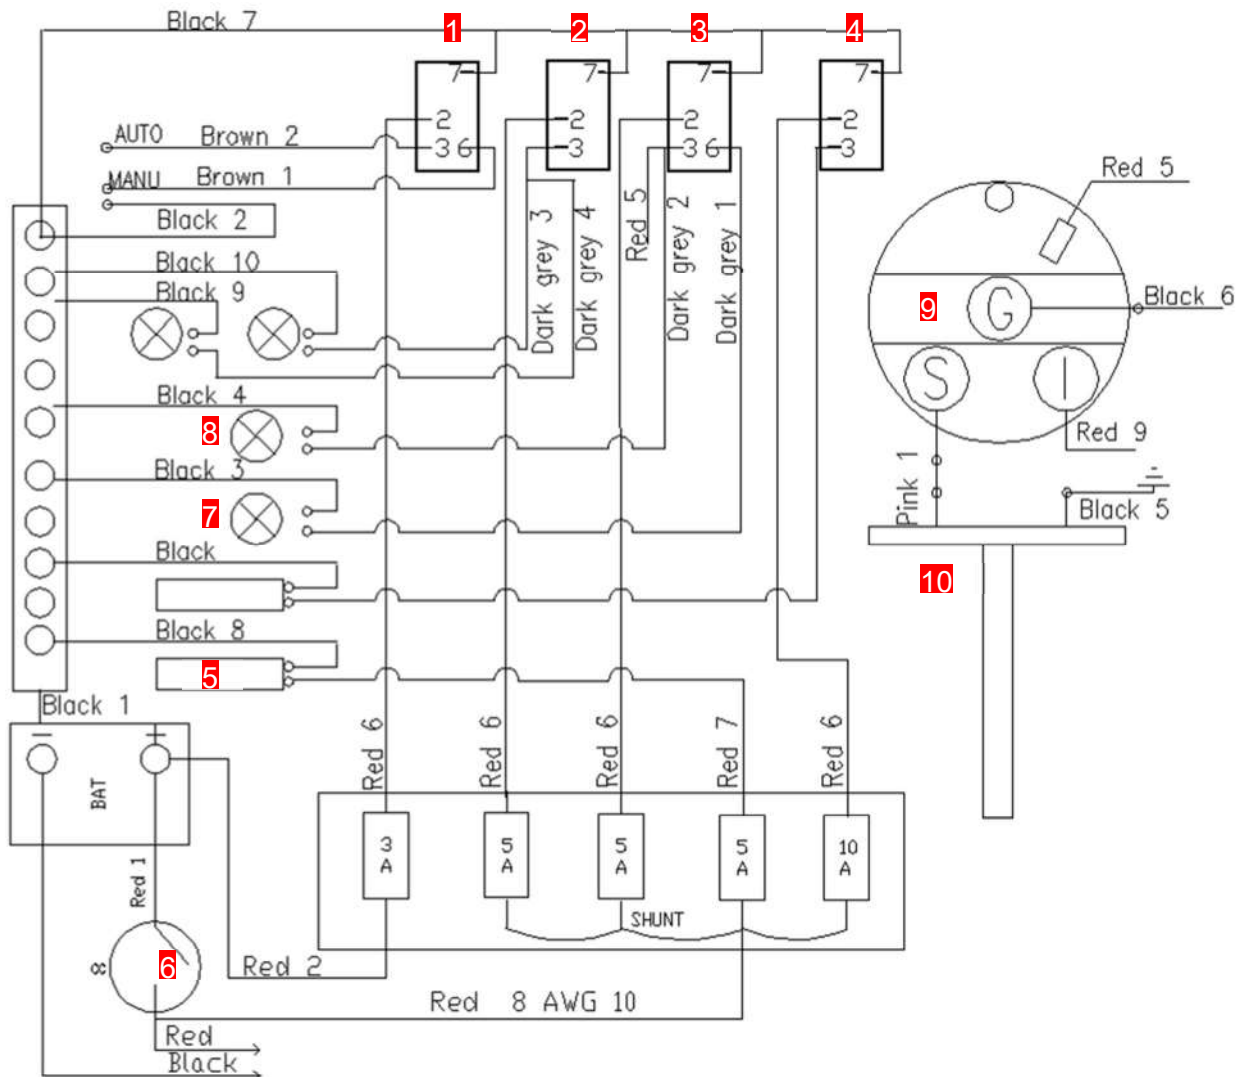 Black 7
1
2
3
4
7
7
7
7
2
3 6
2
3
2
3 6
2
3
AUTO
Brown 2
MANU
Brown 1
Black 2
Black 10
Black 9
Dark grey 3
Dark grey 4
Red 5
Dark grey 2
Dark grey 1
Red 5
9
G
Black 6
S
I
Red 9
Pink 1
Black 5
10
Black 4
8
Black 3
7
Black
Black 8
5
Black 1
BAT
Red 6
Red 6
Red 6
Red 7
Red 6
3
A
5
A
5
A
5
A
10
A
SHUNT
Red 1
8
6
Red 2
Red 8 AWG 10
Red
Black